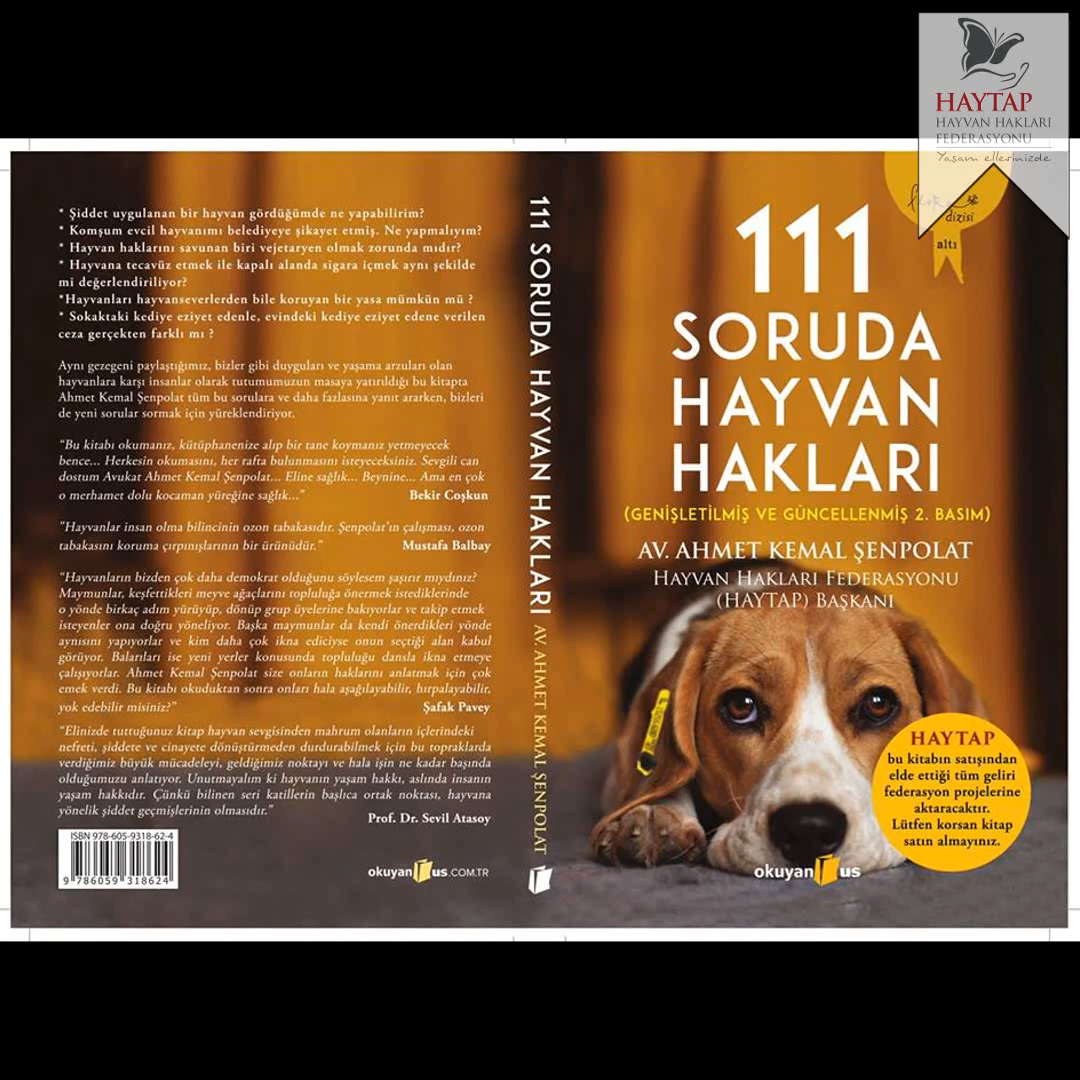 HAYTAP
HAYVAN HAKLARI
FEDERASYONU
Yaşam ellerinizde
* Şiddet uygulanan bir hayvan gördüğümde ne yapabilirim?
* Komşum evcil hayvanımı belediyeye şikayet etmiş. Ne yapmalıyım?
* Hayvan haklarını savunan biri vejetaryen olmak zorunda mıdır?
* Hayvana tecavüz etmek ile kapalı alanda sigara içmek aynı şekilde
mi değerlendiriliyor?
*Hayvanları hayvanseverlerden bile koruyan bir yasa mümkün mü ?
* Sokaktaki kediye eziyet edenle, evindeki kediye eziyet edene verilen
ceza gerçekten farklı mı ?
Aynı gezegeni paylaştığımız, bizler gibi duyguları ve yaşama arzuları olan
hayvanlara karşı insanlar olarak tutumumuzun masaya yatırıldığı bu kitapta
Ahmet Kemal Şenpolat tüm bu sorulara ve daha fazlasına yanıt ararken, bizleri
de yeni sorular sormak için yüreklendiriyor.
"Bu kitabı okumanız, kütüphanenize alıp bir tane koymanız yetmeyecek
bence... Herkesin okumasını, her rafta bulunmasını isteyeceksiniz. Sevgili can
dostum Avukat Ahmet Kemal Şenpolat... Eline sağlık... Beynine... Ama en çok
o merhamet dolu kocaman yüreğine sağlık..." Bekir Coşkun
"Hayvanlar insan olma bilincinin ozon tabakasıdır. Şenpolat'ın çalışması, ozon
tabakasını koruma çırpınışlarının bir ürünüdür." Mustafa Balbay
"Hayvanların bizden çok daha demokrat olduğunu söylesem şaşırır mıydınız?
Maymunlar, keşfettikleri meyve ağaçlarını topluluğa önermek istediklerinde
o yönde birkaç adım yürüyüp, dönüp grup üyelerine bakıyorlar ve takip etmek
isteyenler ona doğru yöneliyor. Başka maymunlar da kendi önerdikleri yönde
aynısını yapıyorlar ve kim daha çok ikna ediciyse onun seçtiği alan kabul
görüyor. Balarıları ise yeni yerler konusunda topluluğu dansla ikna etmeye
çalışıyorlar. Ahmet Kemal Şenpolat size onların haklarını anlatmak için çok
emek verdi. Bu kitabı okuduktan sonra onları hala aşağılayabilir, hırpalayabilir,
yok edebilir misiniz?" Şafak Pavey
"Elinizde tuttuğunuz kitap hayvan sevgisinden mahrum olanların içlerindeki
nefreti, şiddete ve cinayete dönüştürmeden durdurabilmek için bu topraklarda
verdiğimiz büyük mücadeleyi, geldiğimiz noktayı ve hala işin ne kadar başında
olduğumuzu anlatıyor. Unutmayalım ki hayvanın yaşam hakkı, aslında insanın
yaşam hakkıdır. Çünkü bilinen seri katillerin başlıca ortak noktası, hayvana
yönelik şiddet geçmişlerinin olmasıdır."
Prof. Dr. Sevil Atasoy
ISBN 978-605-9318-62-4
9 786059 318624
okuyan us.COM.TR
111 SORUDA HAYVAN HAKLARI AV. AHMET KEMAL ŞENPOLAT
dizisi
altı
111
SORUDA
HAYVAN
HAKLARI
(GENİŞLETİLMİŞ VE GÜNCELLENMİŞ 2. BASIM)
AV. AHMET KEMAL ŞENPOLAT
HAYVAN HAKLARI FEDERASYONU
(HAYTAP) BAŞKANI
HAYTAP
bu kitabın satışından
elde ettiği tüm geliri
federasyon projelerine
aktaracaktır.
Lütfen korsan kitap
satın almayınız.
okuyan us